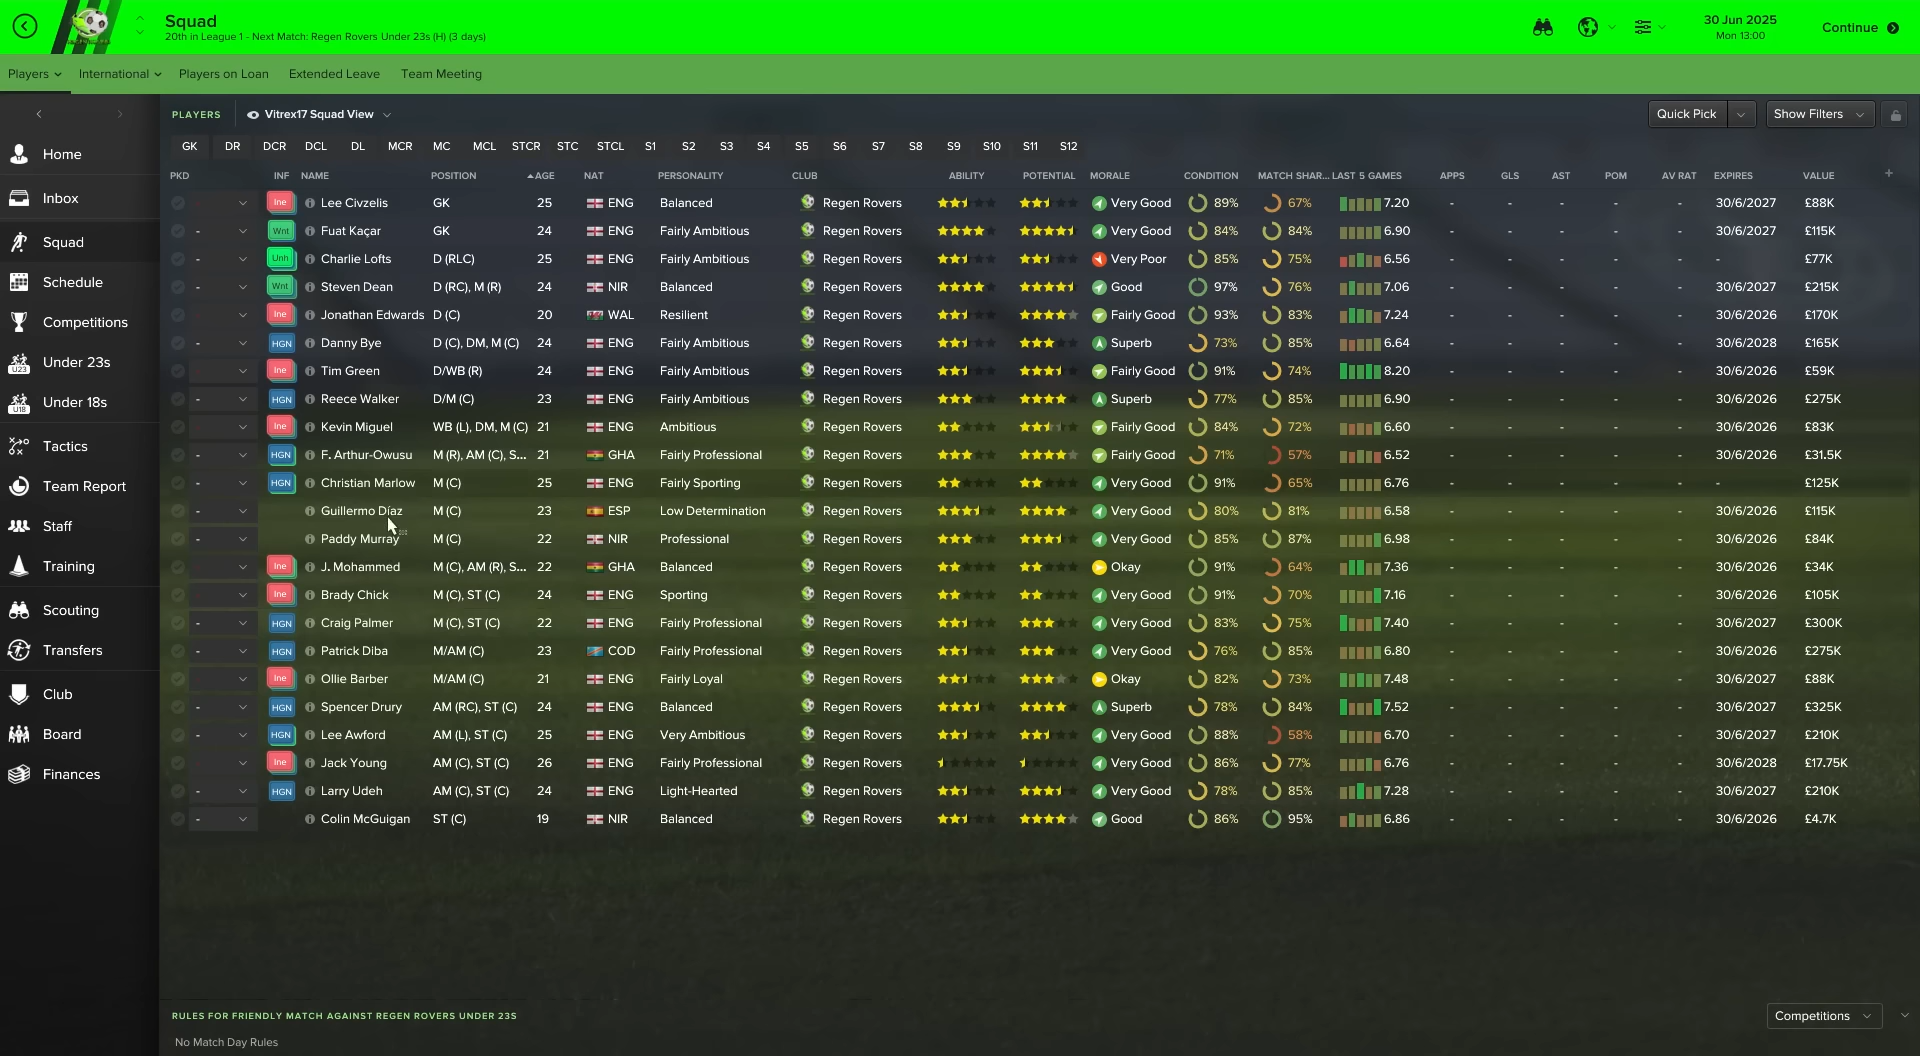 Squad
20th in League 1 - Next Match: Regen Rovers Under 23s (H) (3 days)
30 Jun 2025
Mon 13:00
Continue
Players International Players on Loan Extended Leave Team Meeting
Home
Inbox
Squad
Schedule
Competitions
U23 Under 23s
U18 Under 18s
Tactics
Team Report
Staff
Training
Scouting
Transfers
Club
Board
Finances
PLAYERS Vitrex17 Squad View Quick Pick Show Filters
GK DR DCR DCL DL MCR MC MCL STCR STC STCL S1 S2 S3 S4 S5 S6 S7 S8 S9 S10 S11 S12
PKD INF NAME POSITION AGE NAT PERSONALITY CLUB ABILITY POTENTIAL MORALE CONDITION MATCH SHAR... LAST 5 GAMES APPS GLS AST POM AV RAT EXPIRES VALUE
Ine Lee Civzelis GK 25 ENG Balanced Regen Rovers Very Good 89% 67% 7.20 - - - - - 30/6/2027 £88K
- Wnt Fuat Kaçar GK 24 ENG Fairly Ambitious Regen Rovers Very Good 84% 84% 6.90 - - - - - 30/6/2027 £115K
- Unh Charlie Lofts D (RLC) 25 ENG Fairly Ambitious Regen Rovers Very Poor 85% 75% 6.56 - - - - - - £77K
- Wnt Steven Dean D (RC), M (R) 24 NIR Balanced Regen Rovers Good 97% 76% 7.06 - - - - - 30/6/2027 £215K
Ine Jonathan Edwards D (C) 20 WAL Resilient Regen Rovers Fairly Good 93% 83% 7.24 - - - - - 30/6/2026 £170K
- HGN Danny Bye D (C), DM, M (C) 24 ENG Fairly Ambitious Regen Rovers Superb 73% 85% 6.64 - - - - - 30/6/2028 £165K
Ine Tim Green D/WB (R) 24 ENG Fairly Ambitious Regen Rovers Fairly Good 91% 74% 8.20 - - - - - 30/6/2026 £59K
- HGN Reece Walker D/M (C) 23 ENG Fairly Ambitious Regen Rovers Superb 77% 85% 6.90 - - - - - 30/6/2026 £275K
Ine Kevin Miguel WB (L), DM, M (C) 21 ENG Ambitious Regen Rovers Fairly Good 84% 72% 6.60 - - - - - 30/6/2026 £83K
- HGN F. Arthur-Owusu M (R), AM (C), S... 21 GHA Fairly Professional Regen Rovers Fairly Good 71% 57% 6.52 - - - - - 30/6/2026 £31.5K
- HGN Christian Marlow M (C) 25 ENG Fairly Sporting Regen Rovers Very Good 91% 65% 6.76 - - - - - - £125K
- Guillermo Díaz M (C) 23 ESP Low Determination Regen Rovers Very Good 80% 81% 6.58 - - - - - 30/6/2026 £115K
- Paddy Murray M (C) 22 NIR Professional Regen Rovers Very Good 85% 87% 6.98 - - - - - 30/6/2026 £84K
Ine J. Mohammed M (C), AM (R), S... 22 GHA Balanced Regen Rovers Okay 91% 64% 7.36 - - - - - 30/6/2026 £34K
Ine Brady Chick M (C), ST (C) 24 ENG Sporting Regen Rovers Very Good 91% 70% 7.16 - - - - - 30/6/2026 £105K
- HGN Craig Palmer M (C), ST (C) 22 ENG Fairly Professional Regen Rovers Very Good 83% 75% 7.40 - - - - - 30/6/2026 £300K
- HGN Patrick Diba M/AM (C) 23 COD Fairly Professional Regen Rovers Very Good 76% 85% 6.80 - - - - - 30/6/2026 £275K
Ine Ollie Barber M/AM (C) 21 ENG Fairly Loyal Regen Rovers Okay 82% 73% 7.48 - - - - - 30/6/2027 £88K
- HGN Spencer Drury AM (RC), ST (C) 24 ENG Balanced Regen Rovers Superb 78% 84% 7.52 - - - - - 30/6/2026 £325K
- HGN Lee Awford AM (L), ST (C) 25 ENG Very Ambitious Regen Rovers Very Good 88% 58% 6.70 - - - - - 30/6/2027 £210K
Ine Jack Young AM (C), ST (C) 26 ENG Fairly Professional Regen Rovers Very Good 86% 77% 6.76 - - - - - 30/6/2028 £17.75K
- HGN Larry Udeh AM (C), ST (C) 24 ENG Light-Hearted Regen Rovers Very Good 78% 85% 7.28 - - - - - 30/6/2027 £210K
- Colin McGuigan ST (C) 19 NIR Balanced Regen Rovers Good 86% 95% 6.86 - - - - - 30/6/2026 £4.7K
RULES FOR FRIENDLY MATCH AGAINST REGEN ROVERS UNDER 23S
Competitions
No Match Day Rules